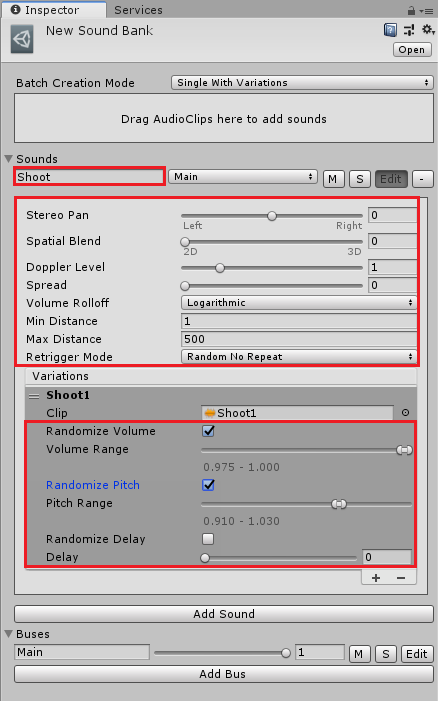 Inspector Services
New Sound Bank
Open
Batch Creation Mode Single With Variations
Drag AudioClips here to add sounds
Sounds
Shoot Main M S Edit -
Stereo Pan 0
Left Right
Spatial Blend 0
2D 3D
Doppler Level 1
Spread 0
Volume Rolloff Logarithmic
Min Distance 1
Max Distance 500
Retrigger Mode Random No Repeat
Variations
Shoot1
Clip Shoot1
Randomize Volume
Volume Range
0.975 - 1.000
Randomize Pitch
Pitch Range
0.910 - 1.030
Randomize Delay
Delay 0
+ -
Add Sound
Buses
Main 1 M S Edit
Add Bus